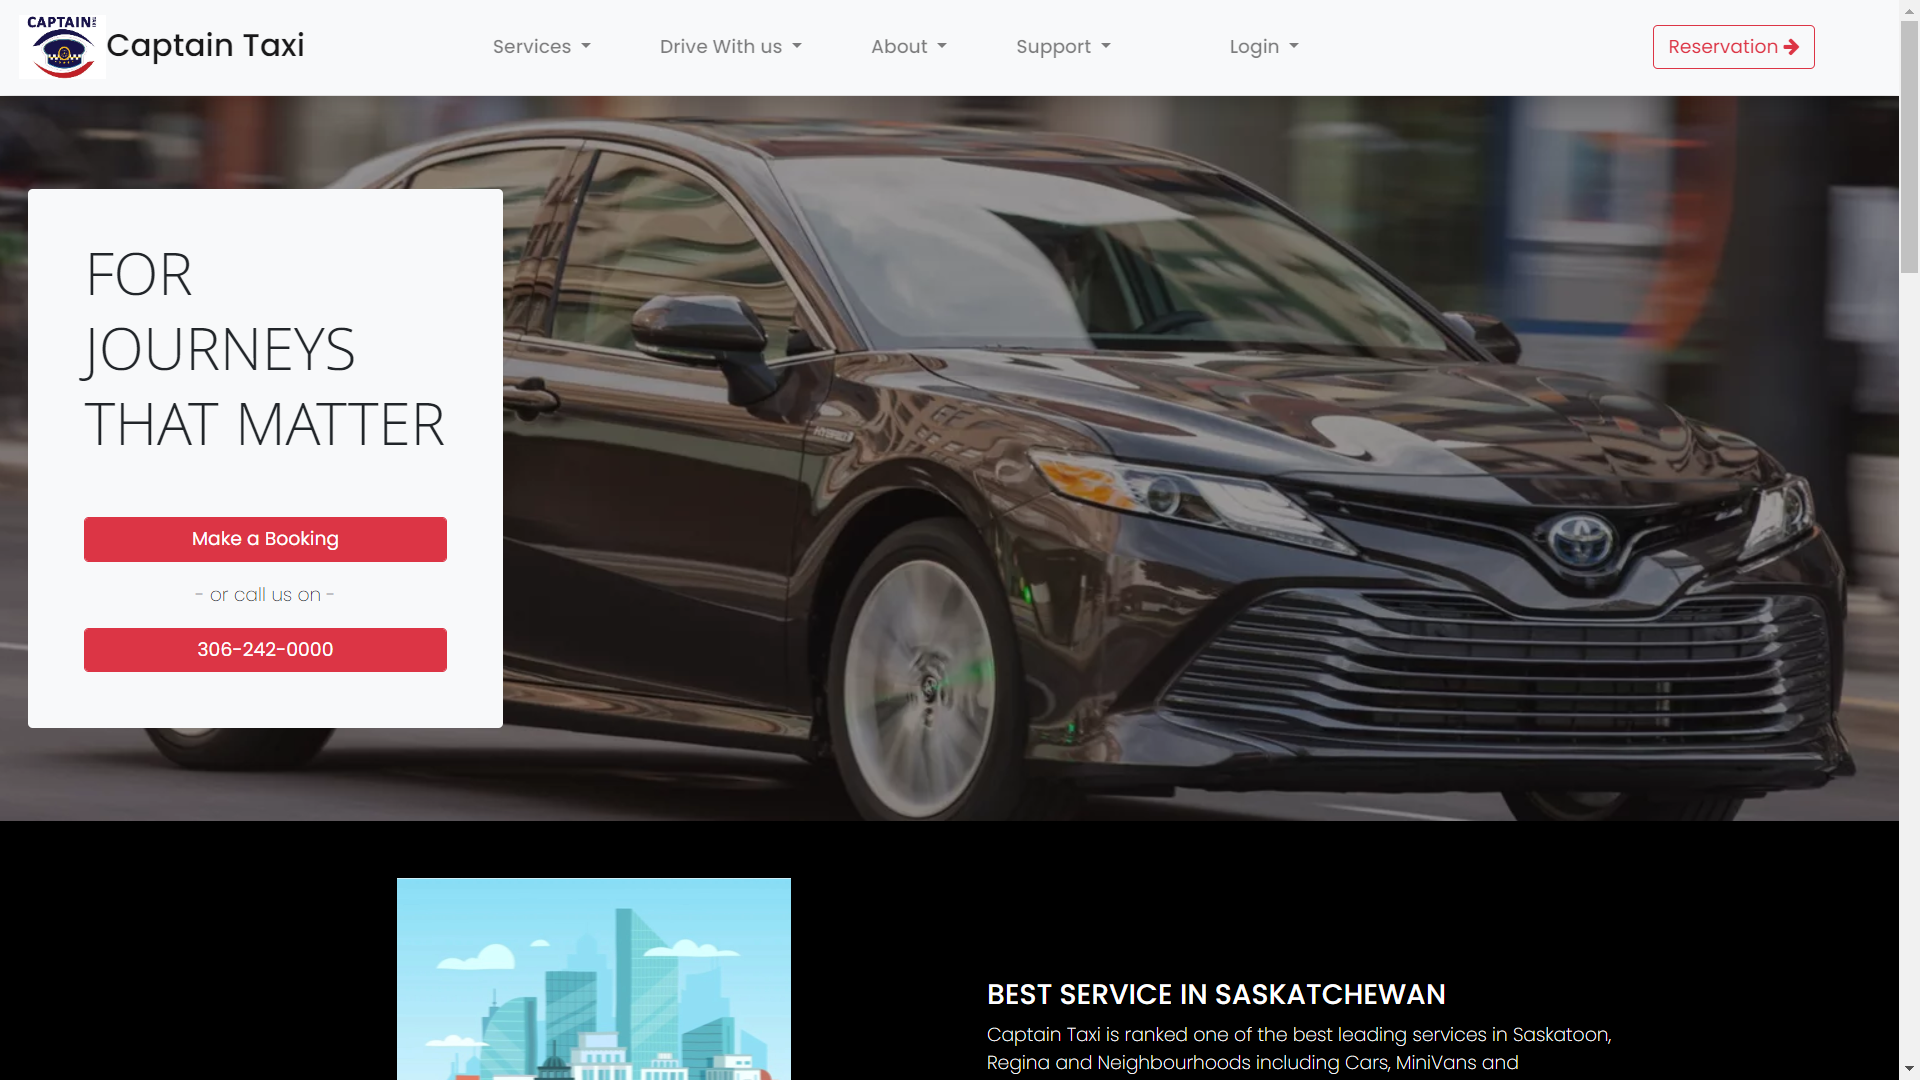 CAPTAIN
Captain Taxi
Services
Drive With us
About
Support
Login
Reservation
FOR
JOURNEYS
THAT MATTER
Make a Booking
- or call us on -
306-242-0000
HYBRID
BEST SERVICE IN SASKATCHEWAN
Captain Taxi is ranked one of the best leading services in Saskatoon,
Regina and Neighbourhoods including Cars, MiniVans and